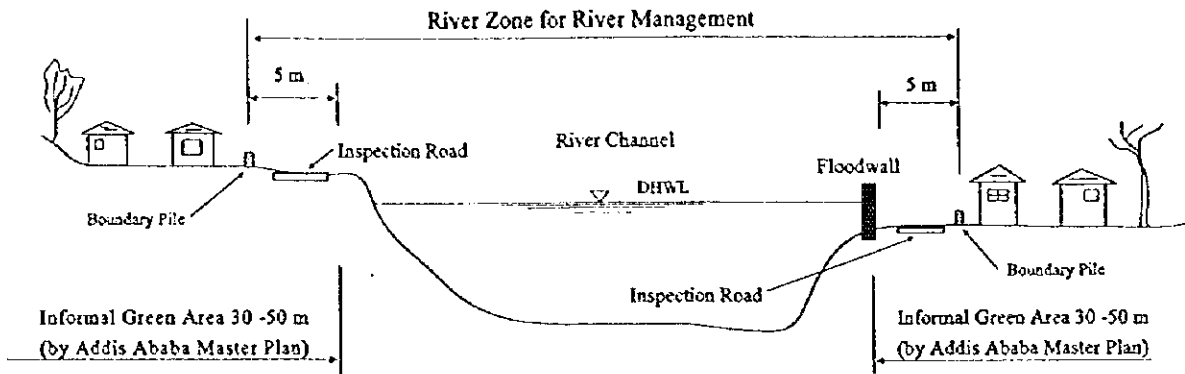 River Zone for River Management
5 m
5 m
Inspection Road
River Channel
Floodwall
DHWL
Boundary Pile
Inspection Road
Boundary Pile
Informal Green Area 30 -50 m
(by Addis Ababa Master Plan)
Informal Green Area 30 -50 m
(by Addis Ababa Master Plan)